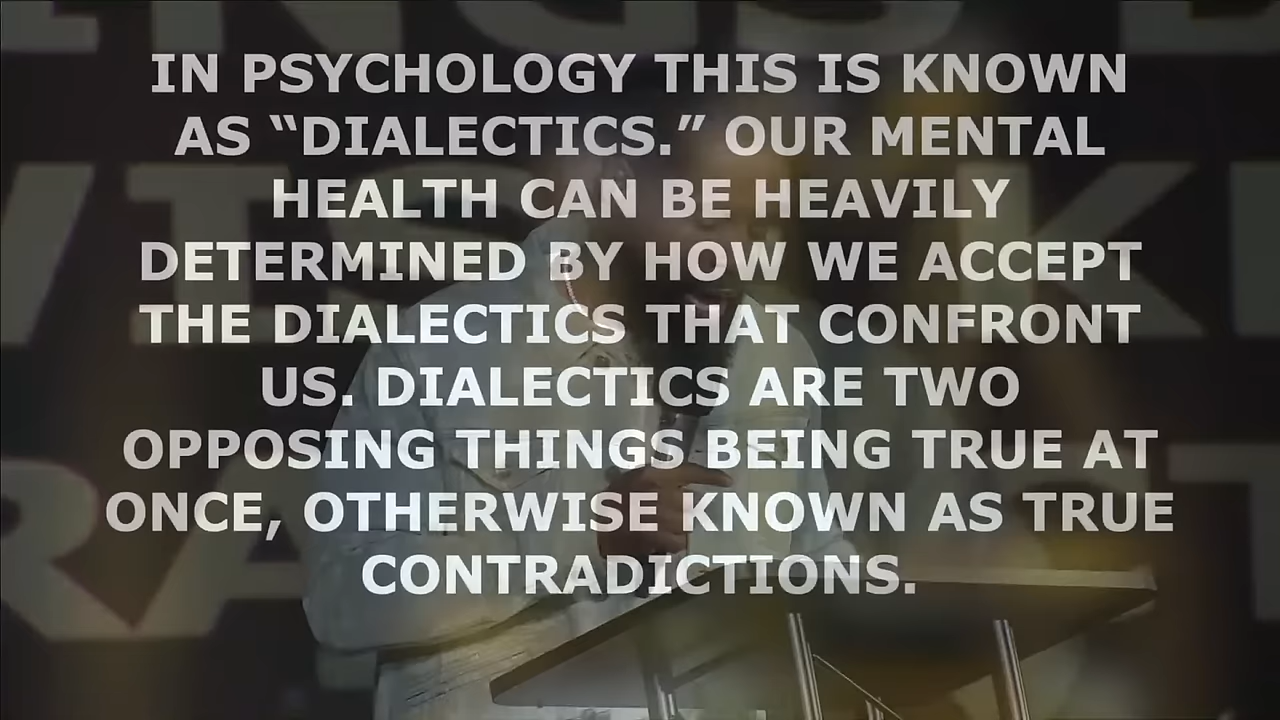 IN PSYCHOLOGY THIS IS KNOWN
AS “DIALECTICS.” OUR MENTAL
HEALTH CAN BE HEAVILY
DETERMINED BY HOW WE ACCEPT
THE DIALECTICS THAT CONFRONT
US. DIALECTICS ARE TWO
OPPOSING THINGS BEING TRUE AT
ONCE, OTHERWISE KNOWN AS TRUE
CONTRADICTIONS.